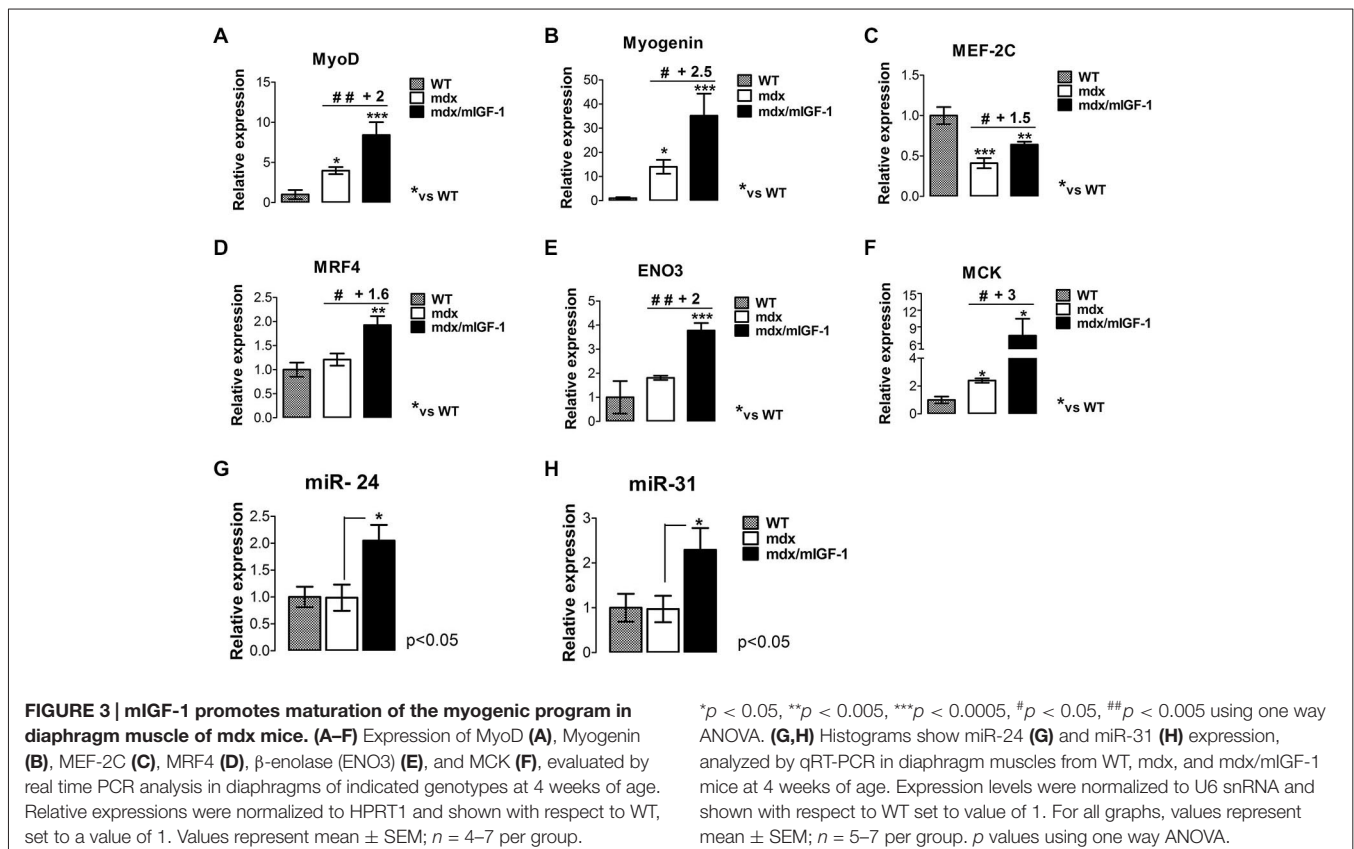 A
MyoD
Relative expression
15
10
5
0
## + 2
*
***
WT
mdx
mdx/mIGF-1
*vs WT
B
Myogenin
Relative expression
50
40
30
20
10
0
# + 2.5
*
***
WT
mdx
mdx/mIGF-1
*vs WT
C
MEF-2C
Relative expression
1.5
1.0
0.5
0.0
# + 1.5
***
**
WT
mdx
mdx/mIGF-1
*vs WT
D
MRF4
Relative expression
2.5
2.0
1.5
1.0
0.5
0.0
# + 1.6
**
WT
mdx
mdx/mIGF-1
*vs WT
E
ENO3
Relative expression
5
4
3
2
1
0
## + 2
***
WT
mdx
mdx/mIGF-1
*vs WT
F
MCK
Relative expression
15
12
9
6
4
2
0
# + 3
*
*
WT
mdx
mdx/mIGF-1
*vs WT
G
miR- 24
Relative expression
2.5
2.0
1.5
1.0
0.5
0.0
*
p<0.05
H
miR-31
Relative expression
3
2
1
0
*
WT
mdx
mdx/mIGF-1
p<0.05
FIGURE 3 | mIGF-1 promotes maturation of the myogenic program in
diaphragm muscle of mdx mice. (A–F) Expression of MyoD (A), Myogenin
(B), MEF-2C (C), MRF4 (D), β-enolase (ENO3) (E), and MCK (F), evaluated by
real time PCR analysis in diaphragms of indicated genotypes at 4 weeks of age.
Relative expressions were normalized to HPRT1 and shown with respect to WT,
set to a value of 1. Values represent mean ± SEM; n = 4–7 per group.
*p < 0.05, **p < 0.005, ***p < 0.0005, #p < 0.05, ##p < 0.005 using one way
ANOVA. (G,H) Histograms show miR-24 (G) and miR-31 (H) expression,
analyzed by qRT-PCR in diaphragm muscles from WT, mdx, and mdx/mIGF-1
mice at 4 weeks of age. Expression levels were normalized to U6 snRNA and
shown with respect to WT set to value of 1. For all graphs, values represent
mean ± SEM; n = 5–7 per group. p values using one way ANOVA.